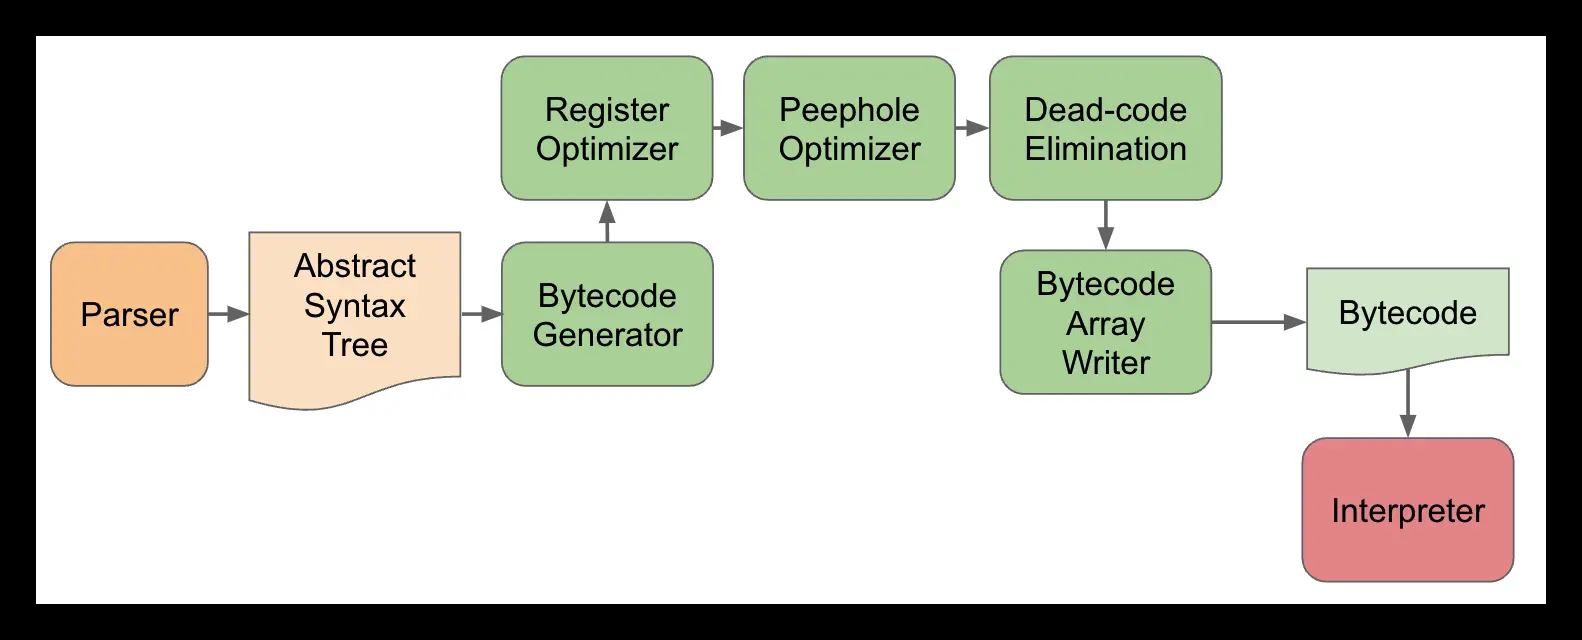 Parser
Abstract
Syntax
Tree
Bytecode
Generator
Register
Optimizer
Peephole
Optimizer
Dead-code
Elimination
Bytecode
Array
Writer
Bytecode
Interpreter